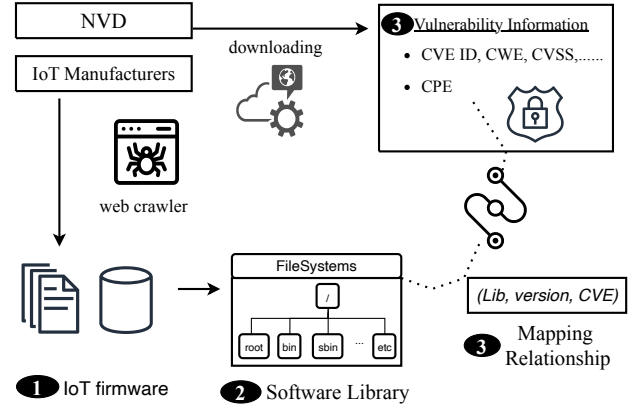 NVD
IoT Manufacturers
downloading
3 Vulnerability Information
• CVE ID, CWE, CVSS,......
• CPE
web crawler
FileSystems
/
root bin sbin ... etc
(Lib, version, CVE)
3 Mapping
Relationship
1 IoT firmware
2 Software Library